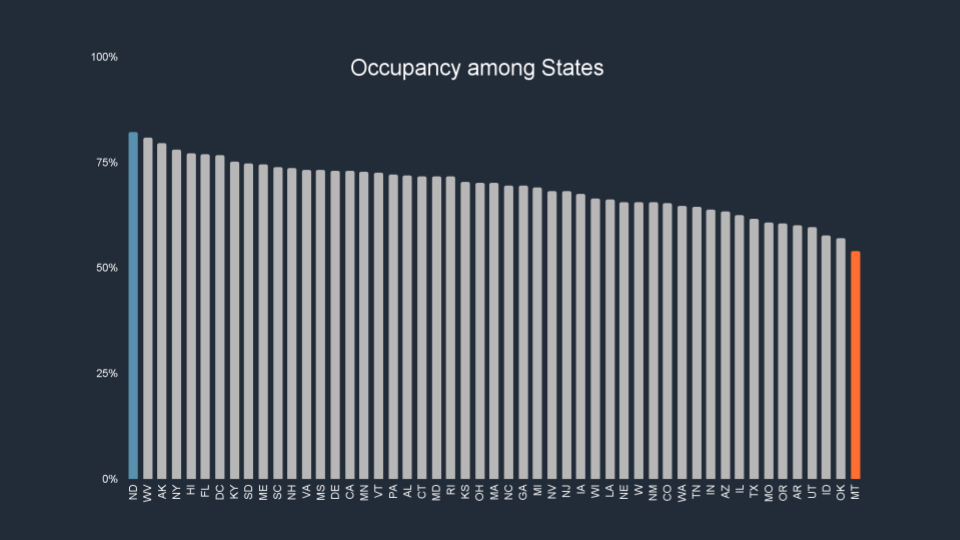 Occupancy among States
100%
75%
50%
25%
0%
ND WV AK NY HI FL DC KY SD ME SC NH VA MS DE CA MN VT PA AL CT MD RI KS OH MA NC GA MI NV NJ IA WI LA NE W NM CO WA TN IN AZ IL TX MO OR AR UT ID OK MT